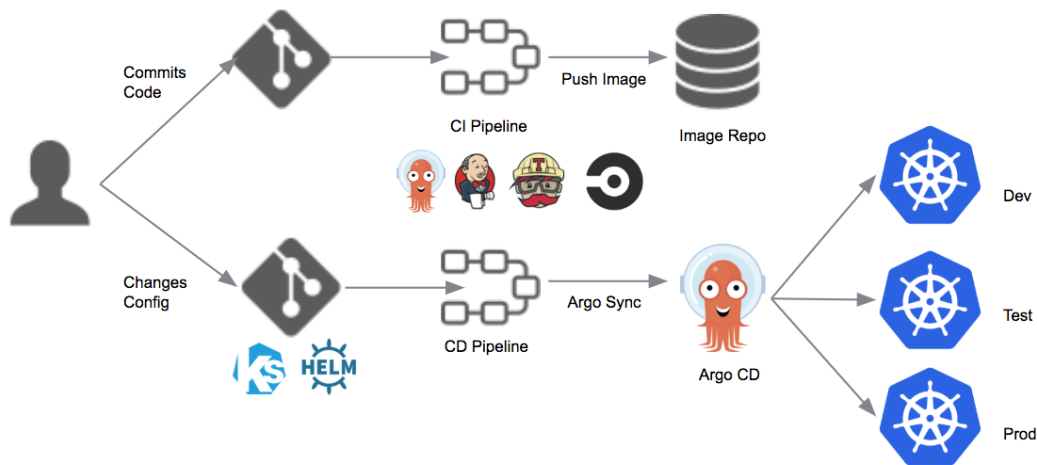 Commits
Code
Push Image
CI Pipeline
Image Repo
T
Dev
Changes
Config
Argo Sync
Test
CD Pipeline
KS
HELM
Argo CD
Prod